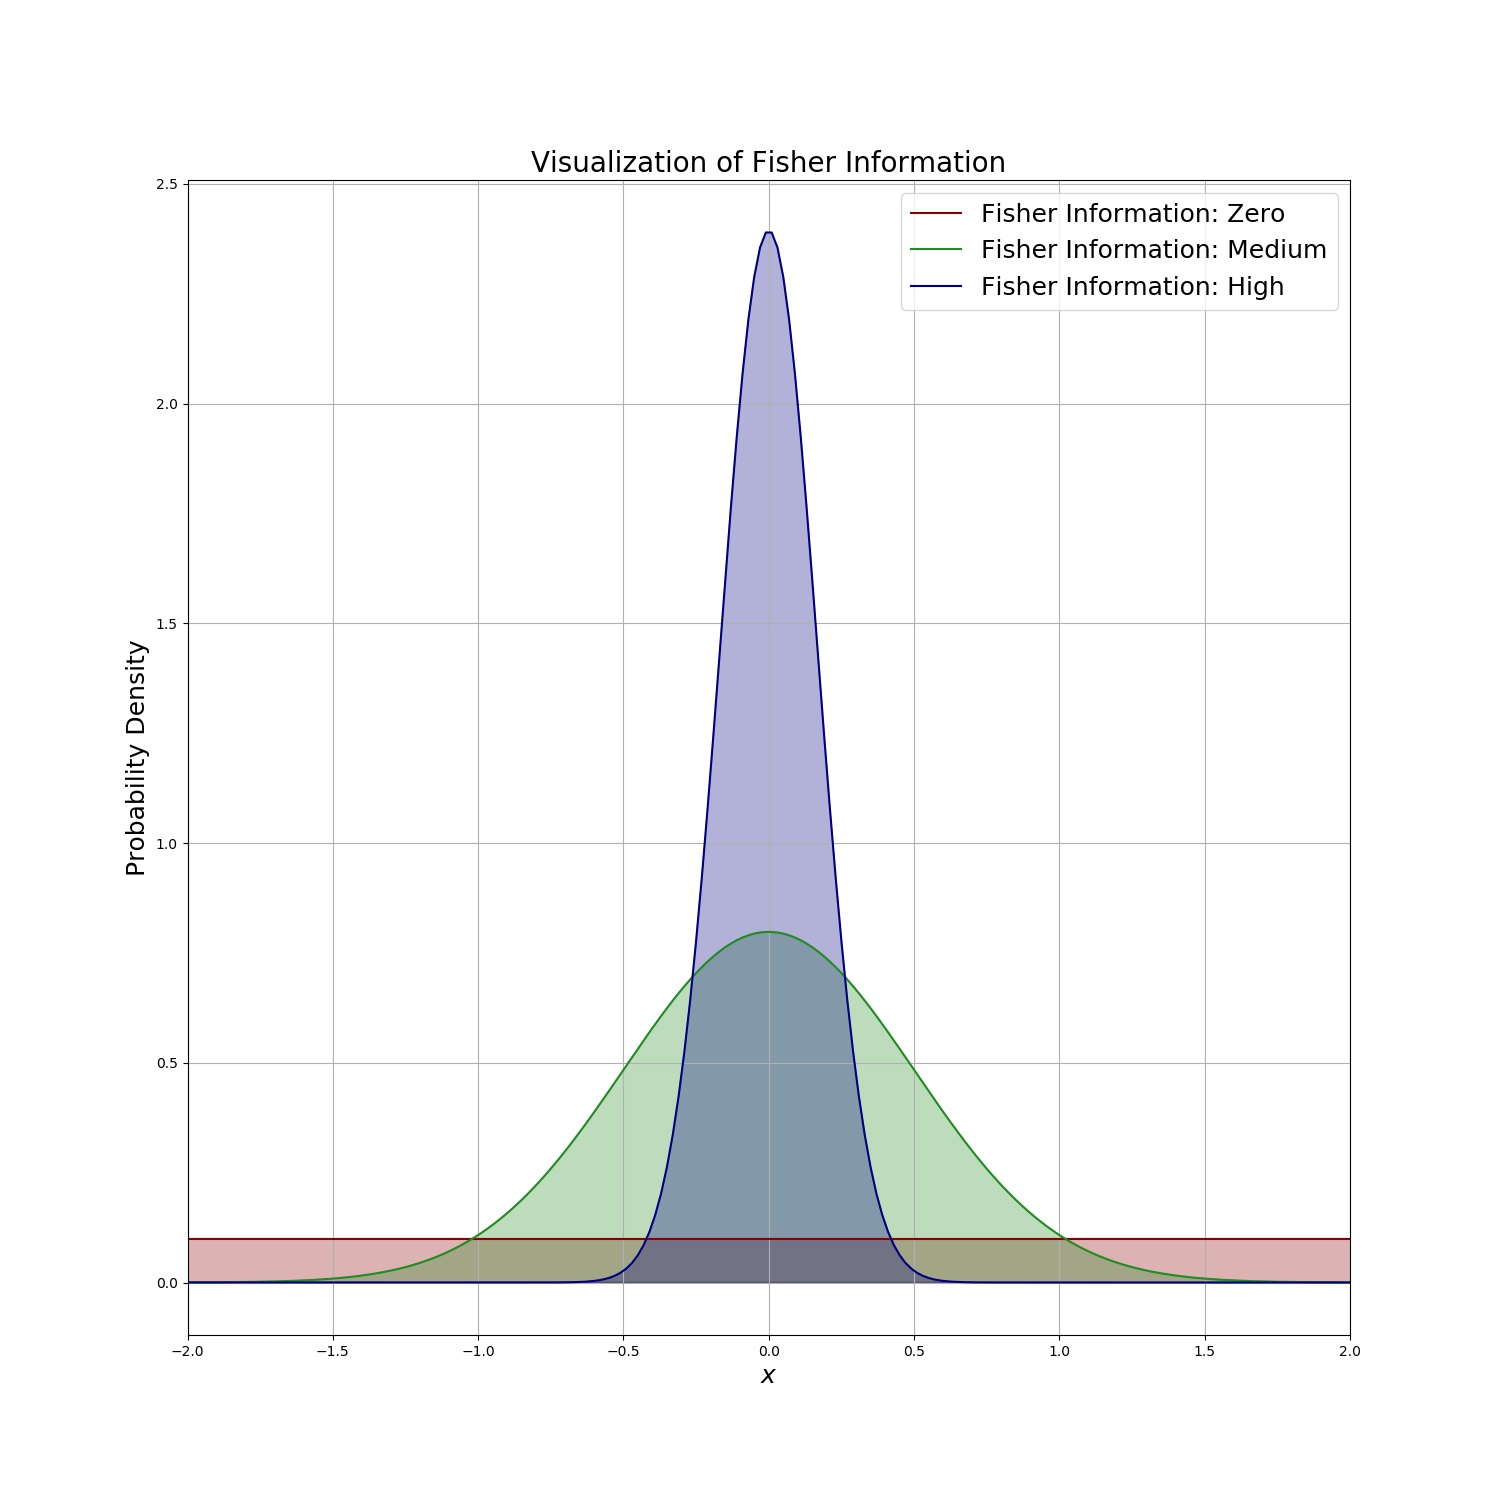 Visualization of Fisher Information
2.5
Fisher Information: Zero
Fisher Information: Medium
Fisher Information: High
2.0
1.5
1.0
0.5
0.0
Probability Density
−2.0 −1.5 −1.0 −0.5 0.0 0.5 1.0 1.5 2.0
x